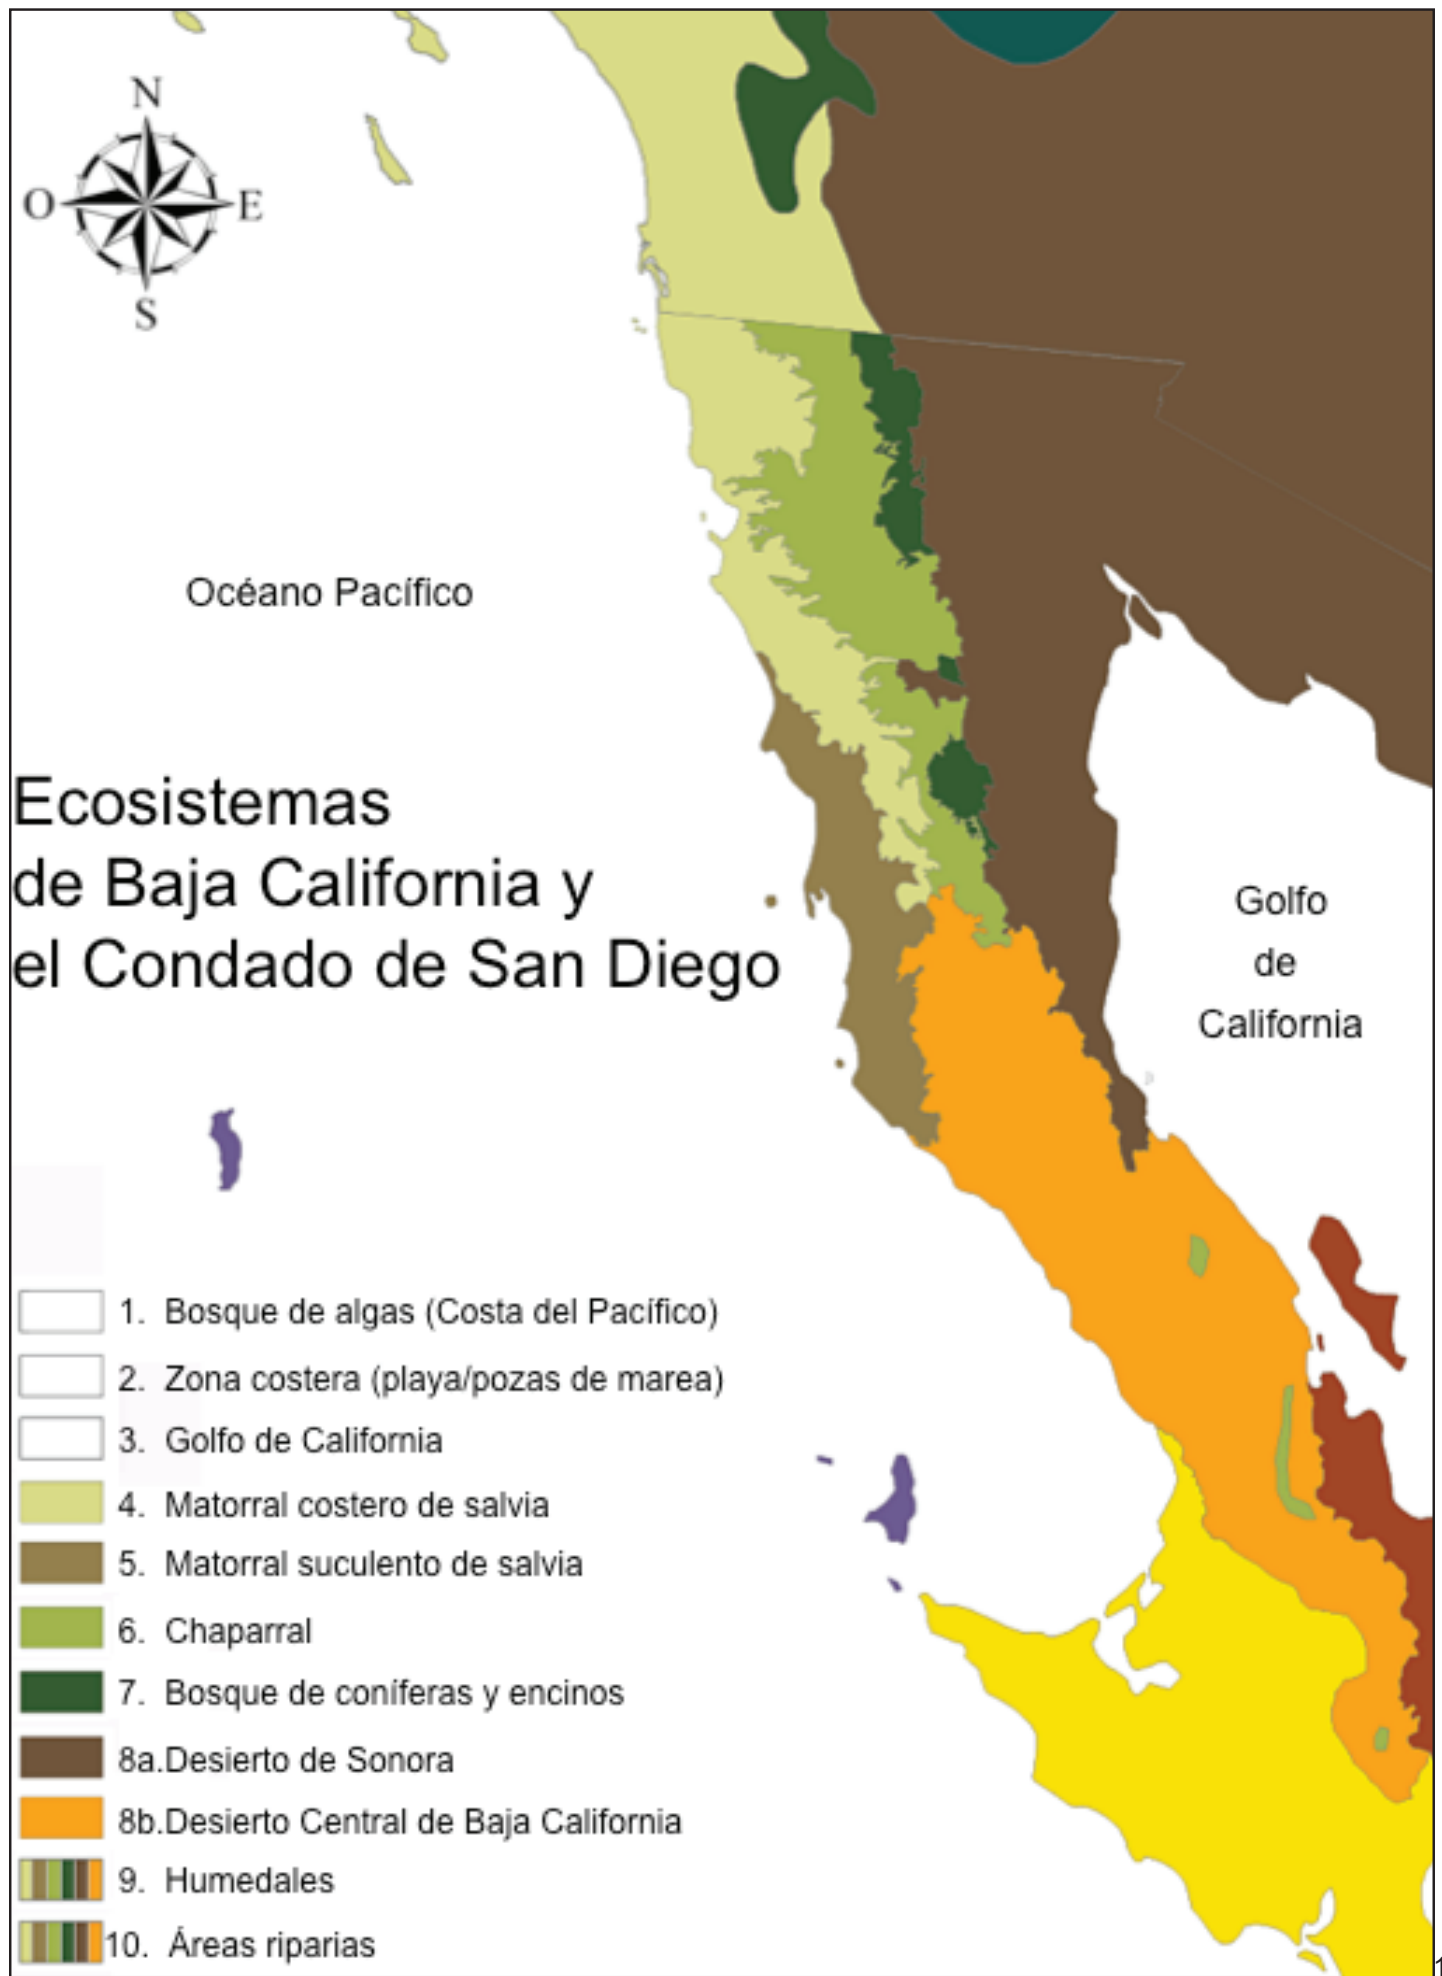 N
O
E
S
Océano Pacífico
Ecosistemas
de Baja California y
el Condado de San Diego
Golfo
de
California
1. Bosque de algas (Costa del Pacífico)
2. Zona costera (playa/pozas de marea)
3. Golfo de California
4. Matorral costero de salvia
5. Matorral suculento de salvia
6. Chaparral
7. Bosque de coníferas y encinos
8a.Desierto de Sonora
8b.Desierto Central de Baja California
9. Humedales
10. Áreas riparias
1